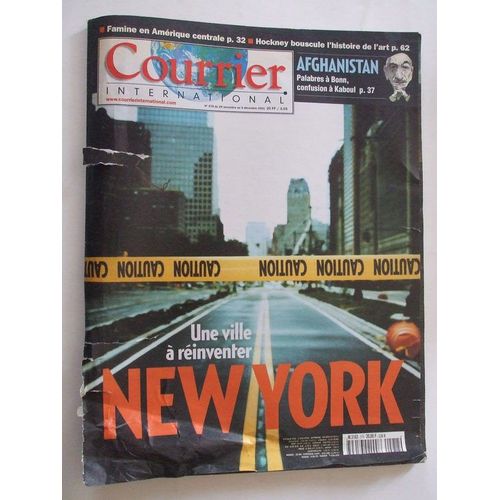 ■ Famine en Amérique centrale p. 32 ■ Hockney bouscule l'histoire de l'art p. 62
Courrier
INTERNATIONAL
www.courrierinternational.com
AFGHANISTAN
Palabres à Bonn,
confusion à Kaboul p. 37
CAUTION CAUTION CAUTION CAUTION CAUTION CAUTION
Une ville
à réinventer
NEW YORK